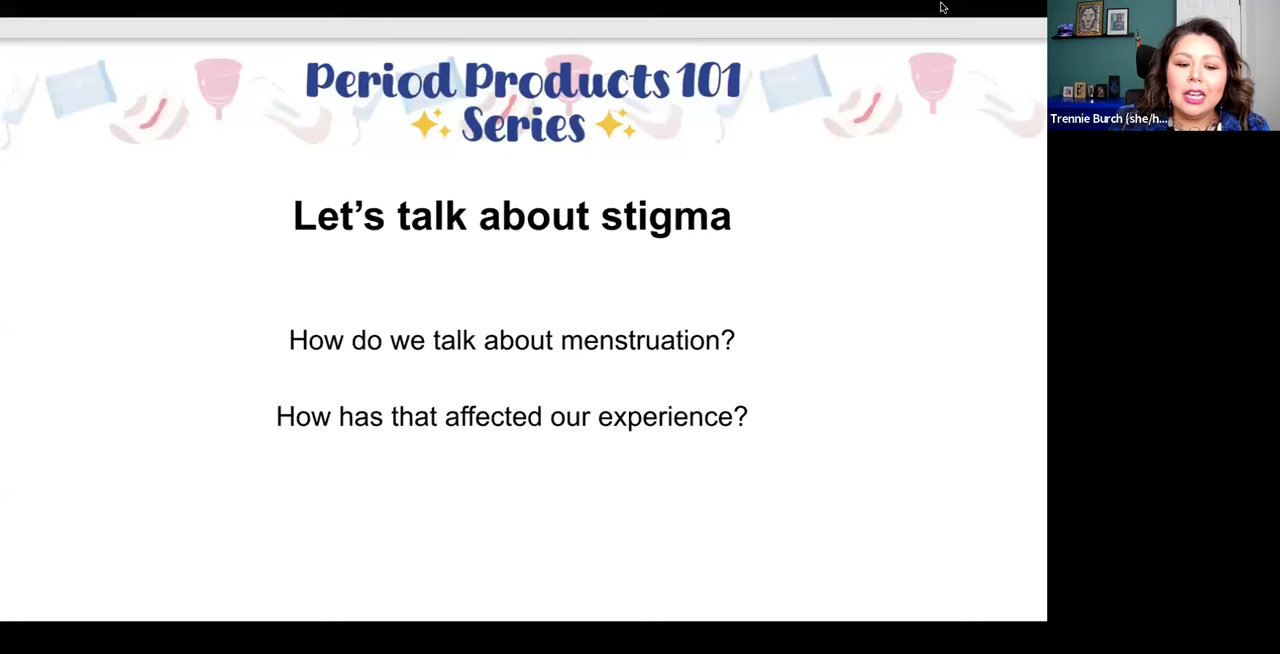 Period Products 101
Series
Let's talk about stigma
How do we talk about menstruation?
How has that affected our experience?
Trennie Burch (she/h...